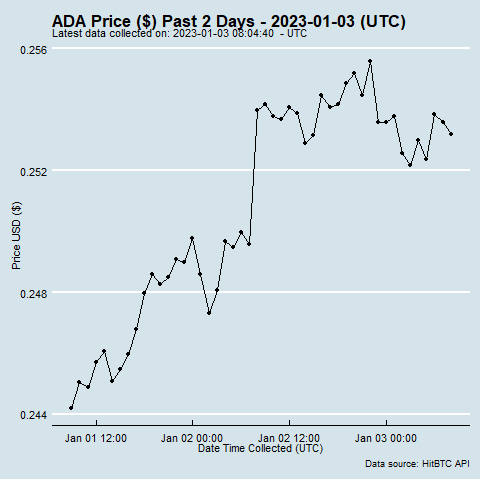 ADA Price ($) Past 2 Days - 2023-01-03 (UTC)
Latest data collected on: 2023-01-03 08:04:40 - UTC
0.256
0.252
0.248
0.244
Price USD ($)
Jan 01 12:00
Jan 02 00:00
Jan 02 12:00
Jan 03 00:00
Date Time Collected (UTC)
Data source: HitBTC API